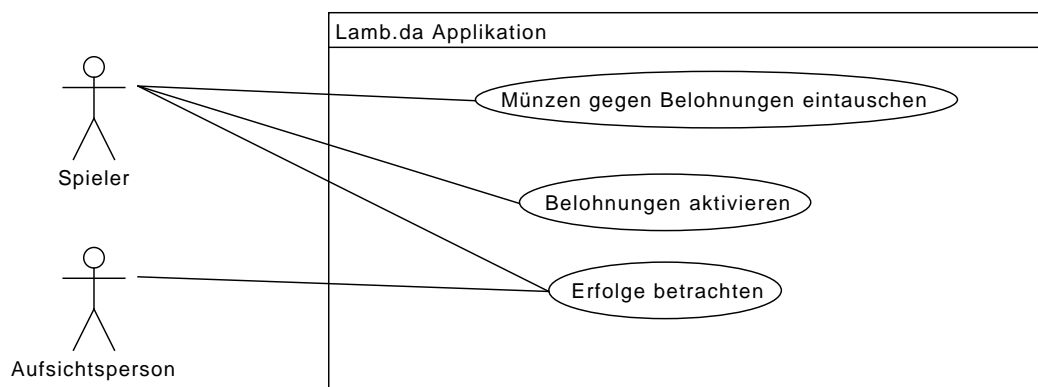 Lamb.da Applikation
Münzen gegen Belohnungen eintauschen
Spieler
Belohnungen aktivieren
Erfolge betrachten
Aufsichtsperson